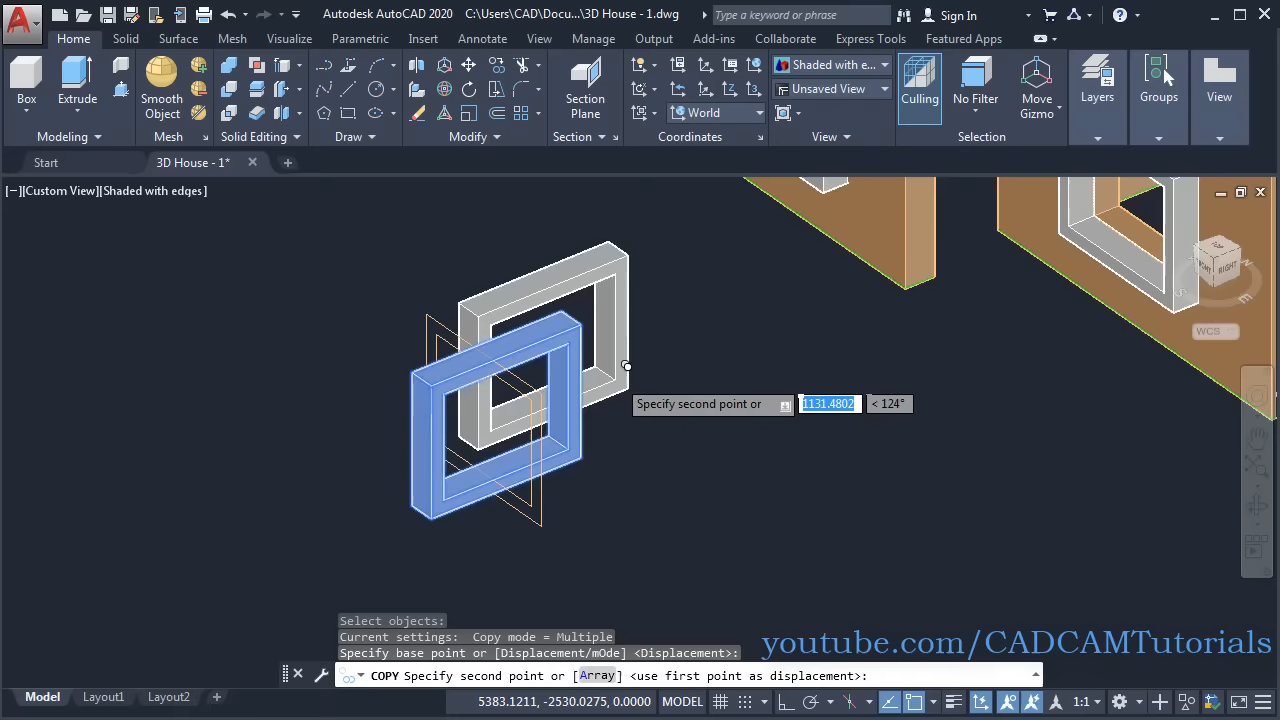 Autodesk AutoCAD 2020 C:\Users\CAD\Docu...\3D House - 1.dwg
Type a keyword or phrase
Sign In
Home Solid Surface Mesh Visualize Parametric Insert Annotate View Manage Output Add-ins Collaborate Express Tools Featured Apps
Box Extrude Smooth Object Section Plane World Shaded with e... Unsaved View Culling No Filter Move Gizmo Layers Groups View
Modeling Mesh Solid Editing Draw Modify Section Coordinates View Selection
Start 3D House - 1*
[−][Custom View][Shaded with edges]
TOP
FRONT RIGHT
N
S E
WCS
Specify second point or 1131.4802 < 124°
Select objects:
Current settings: Copy mode = Multiple
Specify base point or [Displacement/mOde] <Displacement>:
COPY Specify second point or [Array] <use first point as displacement>:
youtube.com/CADCAMTutorials
Model Layout1 Layout2 + 5383.1211, -2530.0275, 0.0000 MODEL 1:1